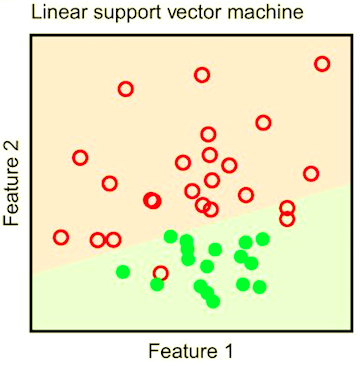 Linear support vector machine
Feature 2
Feature 1